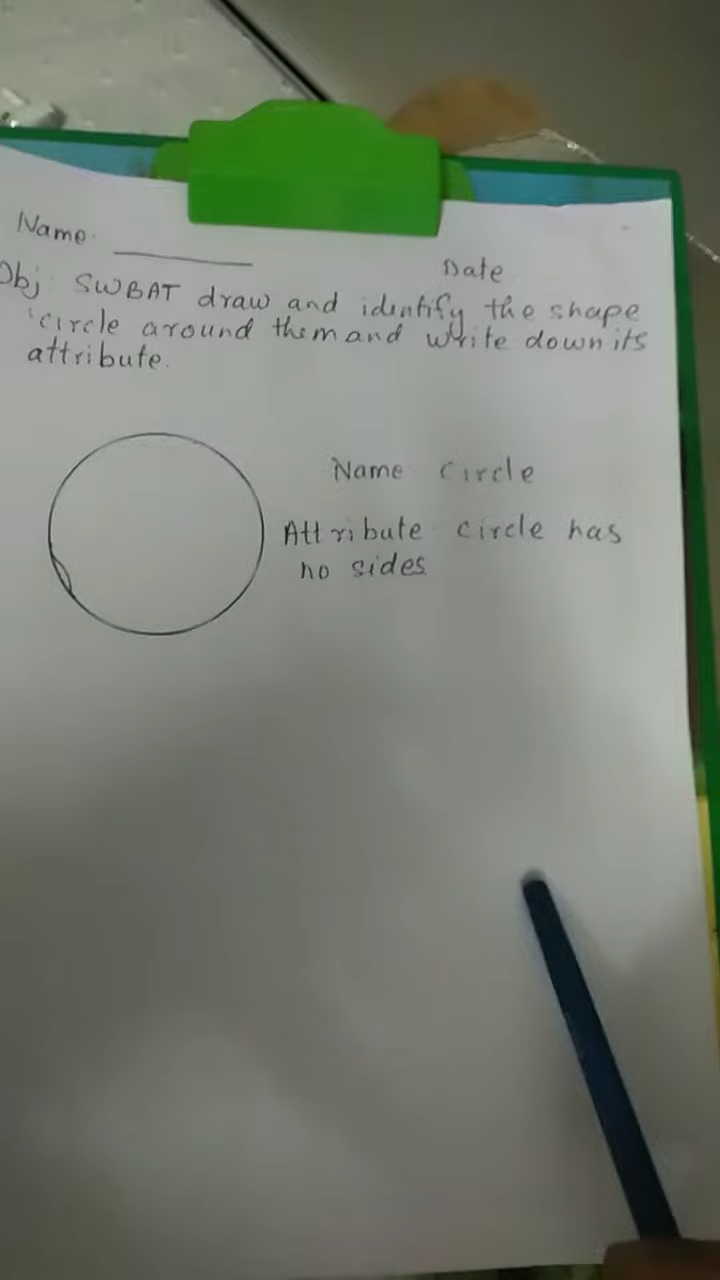 Name. ________
Date
Obj: SWBAT draw and identify the shape
'circle around them and write down its
attribute.
Name circle
Attribute circle has
no sides